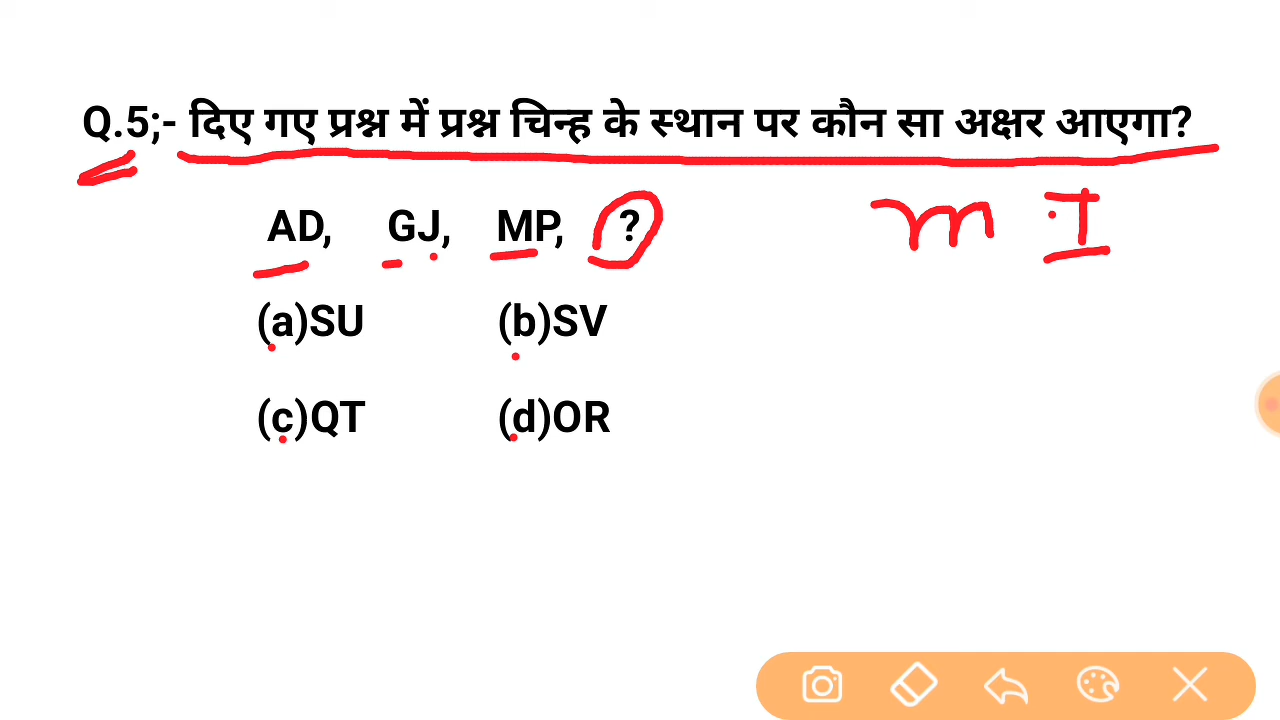 Q.5;- दिए गए प्रश्न में प्रश्न चिन्ह के स्थान पर कौन सा अक्षर आएगा?
AD, GJ, MP, ? m I
(a)SU (b)SV
(c)QT (d)OR